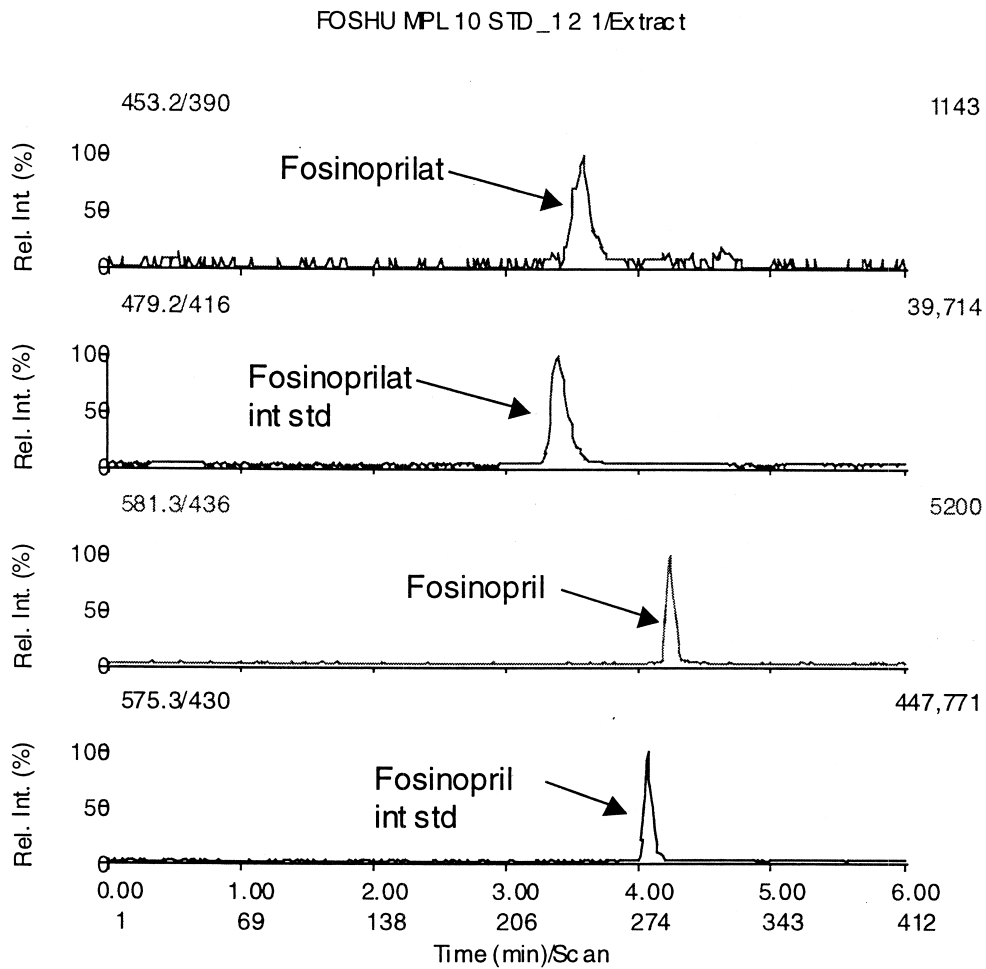 FOSHU MPL 10 STD_1 2 1/Extract
453.2/390 1143
Rel. Int. (%)
100
50
0
Fosinoprilat
479.2/416 39,714
Rel. Int. (%)
100
50
0
Fosinoprilat
int std
581.3/436 5200
Rel. Int. (%)
100
50
0
Fosinopril
575.3/430 447,771
Rel. Int. (%)
100
50
0
Fosinopril
int std
0.00 1.00 2.00 3.00 4.00 5.00 6.00
1 69 138 206 274 343 412
Time (min)/Scan